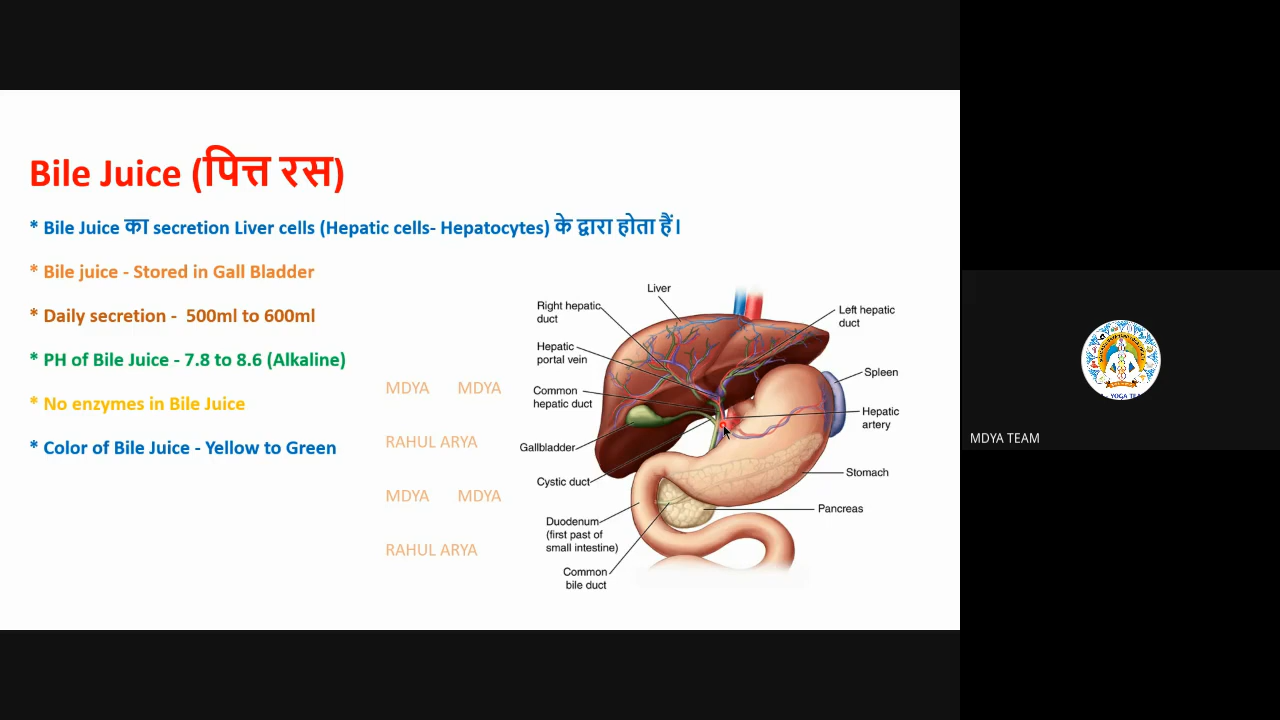 Bile Juice (पित्त रस)
* Bile Juice का secretion Liver cells (Hepatic cells- Hepatocytes) के द्वारा होता हैं।
* Bile juice - Stored in Gall Bladder
* Daily secretion - 500ml to 600ml
* PH of Bile Juice - 7.8 to 8.6 (Alkaline)
* No enzymes in Bile Juice
* Color of Bile Juice - Yellow to Green
MDYA MDYA
RAHUL ARYA
MDYA MDYA
RAHUL ARYA
Liver
Right hepatic
duct
Left hepatic
duct
Hepatic
portal vein
Spleen
Common
hepatic duct
Hepatic
artery
Gallbladder
Cystic duct
Stomach
Pancreas
Duodenum
(first past of
small intestine)
Common
bile duct
MDYA TEAM